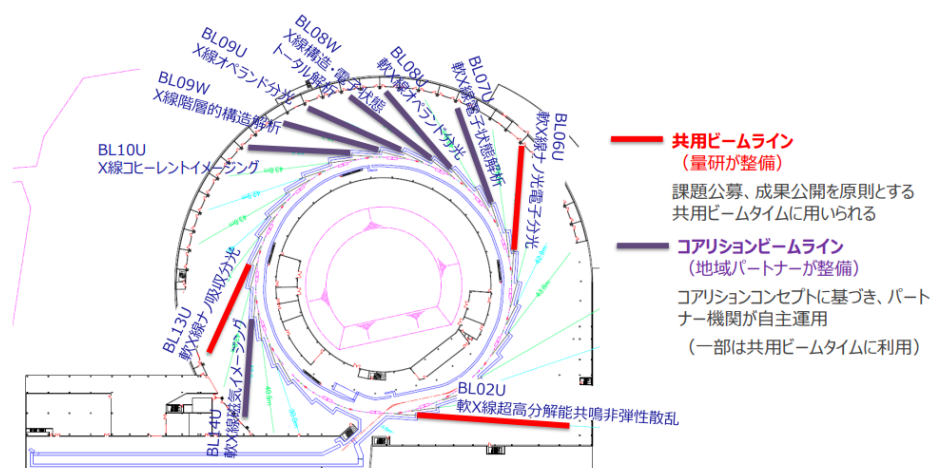 BL08W
X線構造・電子状態
トータル解析
BL09U
X線オペランド分光
BL08U
軟X線オペランド分光
BL07U
軟X線電子状態解析
BL09W
X線階層的構造解析
BL06U
軟X線ナノ光電子分光
BL10U
X線コヒーレントイメージング
共用ビームライン
（量研が整備）
課題公募、成果公開を原則とする
共用ビームタイムに用いられる
コアリションビームライン
（地域パートナーが整備）
コアリションコンセプトに基づき、パート
ナー機関が自主運用
（一部は共用ビームタイムに利用）
BL13U
軟X線ナノ吸収分光
BL14U
軟X線磁気イメージング
BL02U
軟X線超高分解能共鳴非弾性散乱